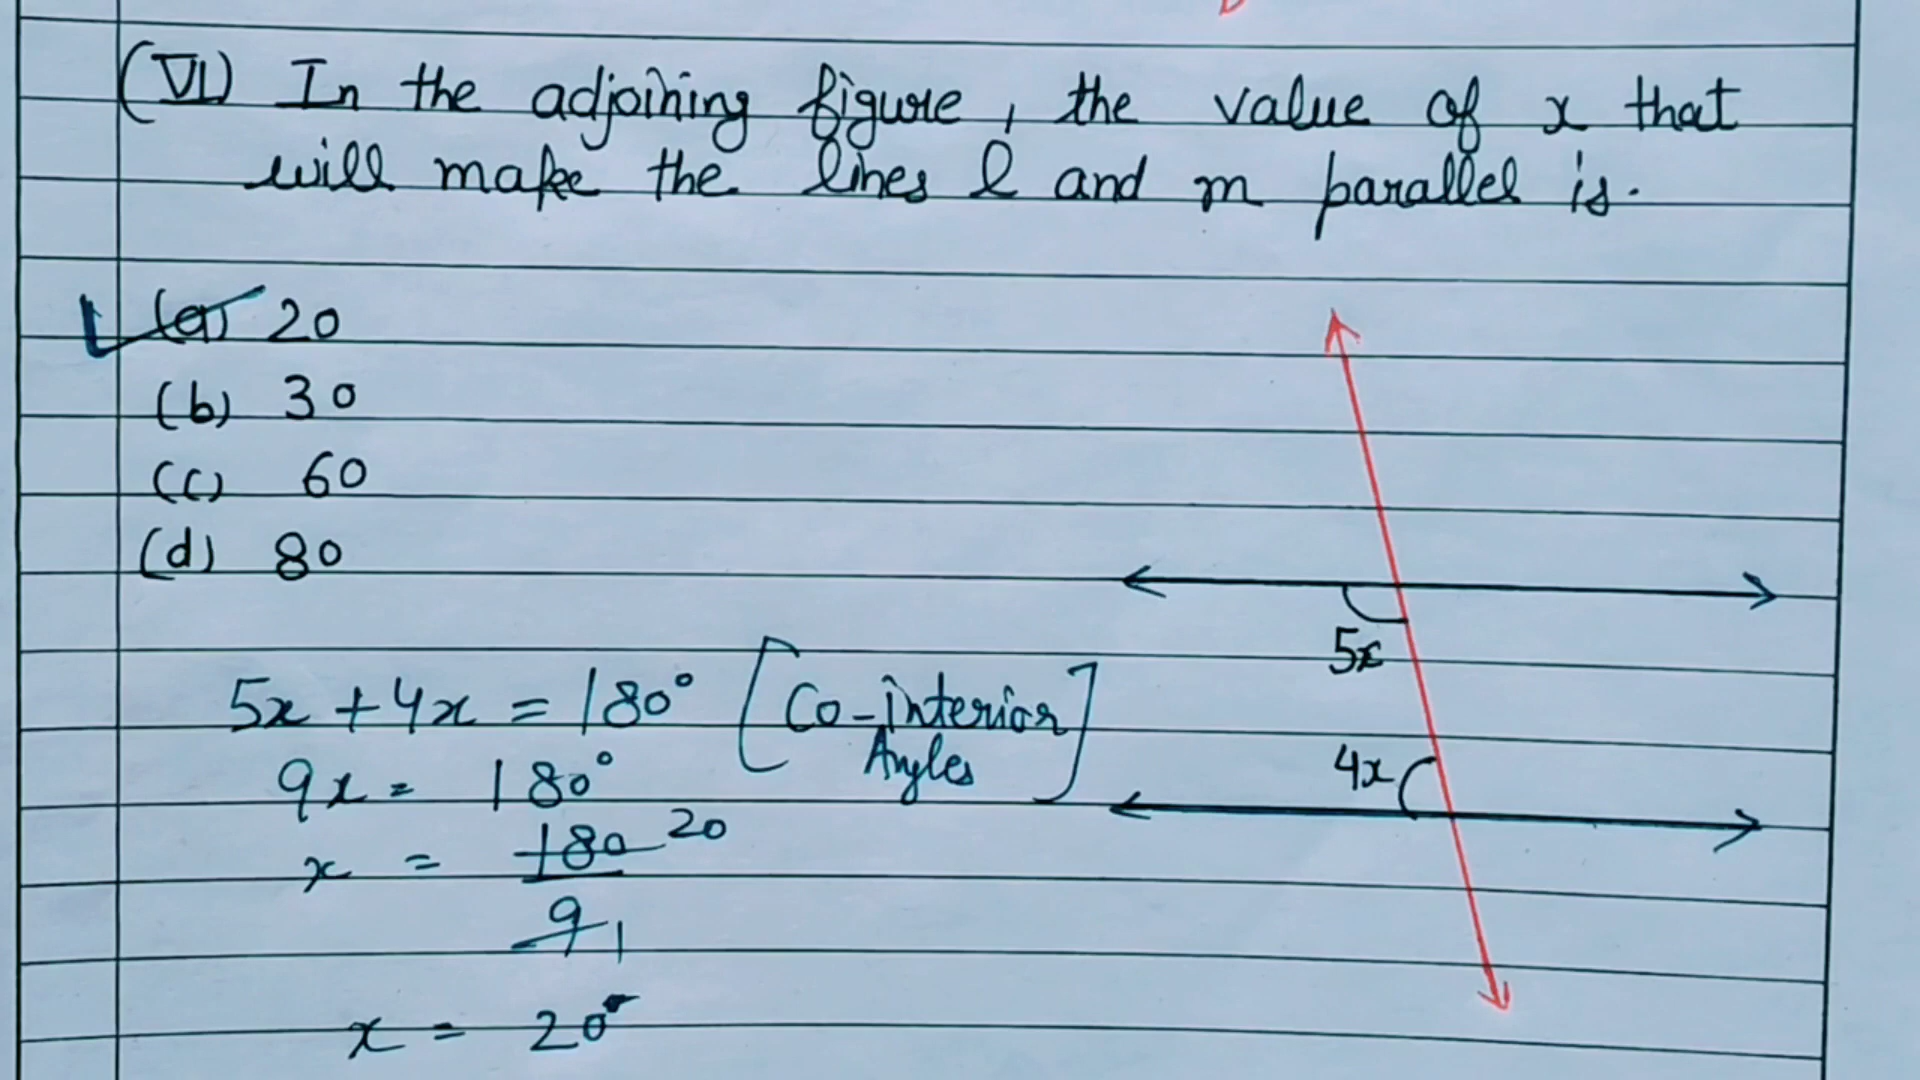 (VI) In the adjoining figure, the value of x that
will make the lines l and m parallel is.
(a) 20
(b) 30
(c) 60
(d) 80
5x
4x
5x + 4x = 180° [Co-interior
Angles]
9x = 180°
x = 180 20
9 1
x = 20°